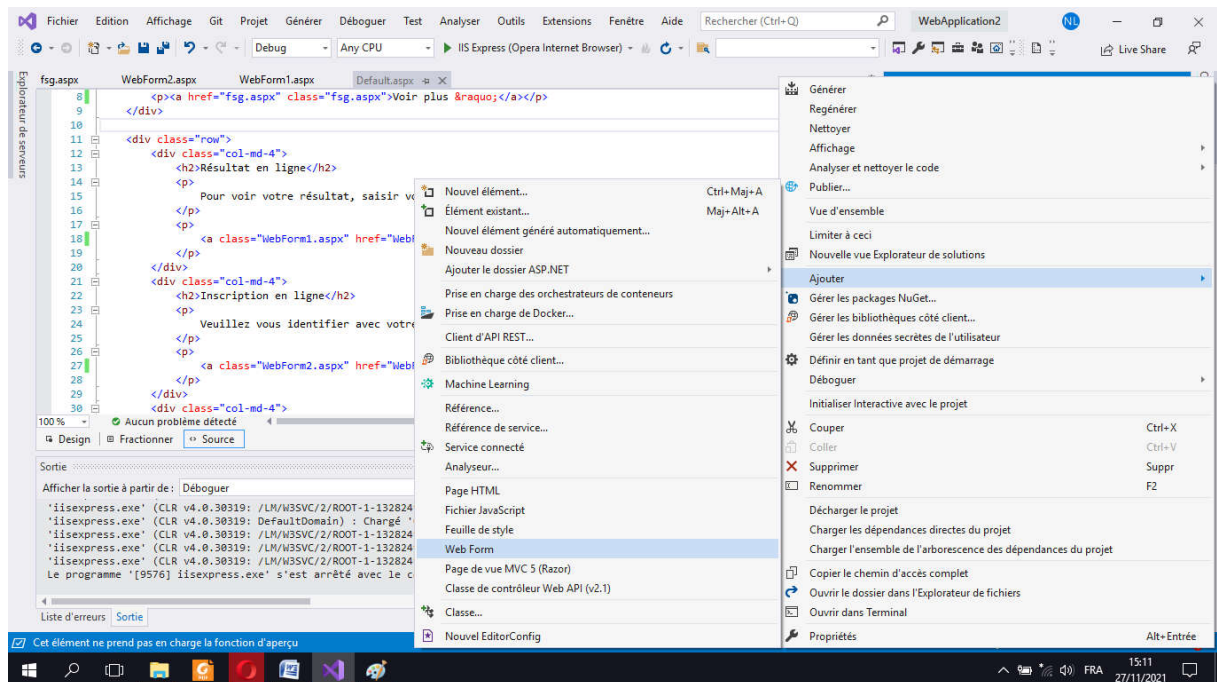 Fichier Edition Affichage Git Projet Générer Déboguer Test Analyser Outils Extensions Fenêtre Aide Rechercher (Ctrl+Q) WebApplication2 NL
Debug Any CPU IIS Express (Opera Internet Browser) Live Share
Explorateur de serveurs
fsg.aspx WebForm2.aspx WebForm1.aspx Default.aspx
8 <p><a href="fsg.aspx" class="fsg.aspx">Voir plus &raquo;</a></p>
9 </div>
10
11 <div class="row">
12 <div class="col-md-4">
13 <h2>Résultat en ligne</h2>
14 <p>
15 Pour voir votre résultat, saisir vo
16 </p>
17 <p>
18 <a class="WebForm1.aspx" href="WebF
19 </p>
20 </div>
21 <div class="col-md-4">
22 <h2>Inscription en ligne</h2>
23 <p>
24 Veuillez vous identifier avec votre
25 </p>
26 <p>
27 <a class="WebForm2.aspx" href="WebF
28 </p>
29 </div>
30 <div class="col-md-4">
100 % Aucun problème détecté
Design Fractionner Source
Sortie
Afficher la sortie à partir de : Déboguer
'iisexpress.exe' (CLR v4.0.30319: /LM/W3SVC/2/ROOT-1-132824
'iisexpress.exe' (CLR v4.0.30319: DefaultDomain) : Chargé '
'iisexpress.exe' (CLR v4.0.30319: /LM/W3SVC/2/ROOT-1-132824
'iisexpress.exe' (CLR v4.0.30319: /LM/W3SVC/2/ROOT-1-132824
'iisexpress.exe' (CLR v4.0.30319: /LM/W3SVC/2/ROOT-1-132824
Le programme '[9576] iisexpress.exe' s'est arrêté avec le c
Liste d'erreurs Sortie
Cet élément ne prend pas en charge la fonction d'aperçu
Nouvel élément... Ctrl+Maj+A
Élément existant... Maj+Alt+A
Nouvel élément généré automatiquement...
Nouveau dossier
Ajouter le dossier ASP.NET
Prise en charge des orchestrateurs de conteneurs
Prise en charge de Docker...
Client d'API REST...
Bibliothèque côté client...
Machine Learning
Référence...
Référence de service...
Service connecté
Analyseur...
Page HTML
Fichier JavaScript
Feuille de style
Web Form
Page de vue MVC 5 (Razor)
Classe de contrôleur Web API (v2.1)
Classe...
Nouvel EditorConfig
Générer
Regénérer
Nettoyer
Affichage
Analyser et nettoyer le code
Publier...
Vue d'ensemble
Limiter à ceci
Nouvelle vue Explorateur de solutions
Ajouter
Gérer les packages NuGet...
Gérer les bibliothèques côté client...
Gérer les données secrètes de l'utilisateur
Définir en tant que projet de démarrage
Déboguer
Initialiser Interactive avec le projet
Couper Ctrl+X
Coller Ctrl+V
Supprimer Suppr
Renommer F2
Décharger le projet
Charger les dépendances directes du projet
Charger l'ensemble de l'arborescence des dépendances du projet
Copier le chemin d'accès complet
Ouvrir le dossier dans l'Explorateur de fichiers
Ouvrir dans Terminal
Propriétés Alt+Entrée
FRA 15:11
27/11/2021